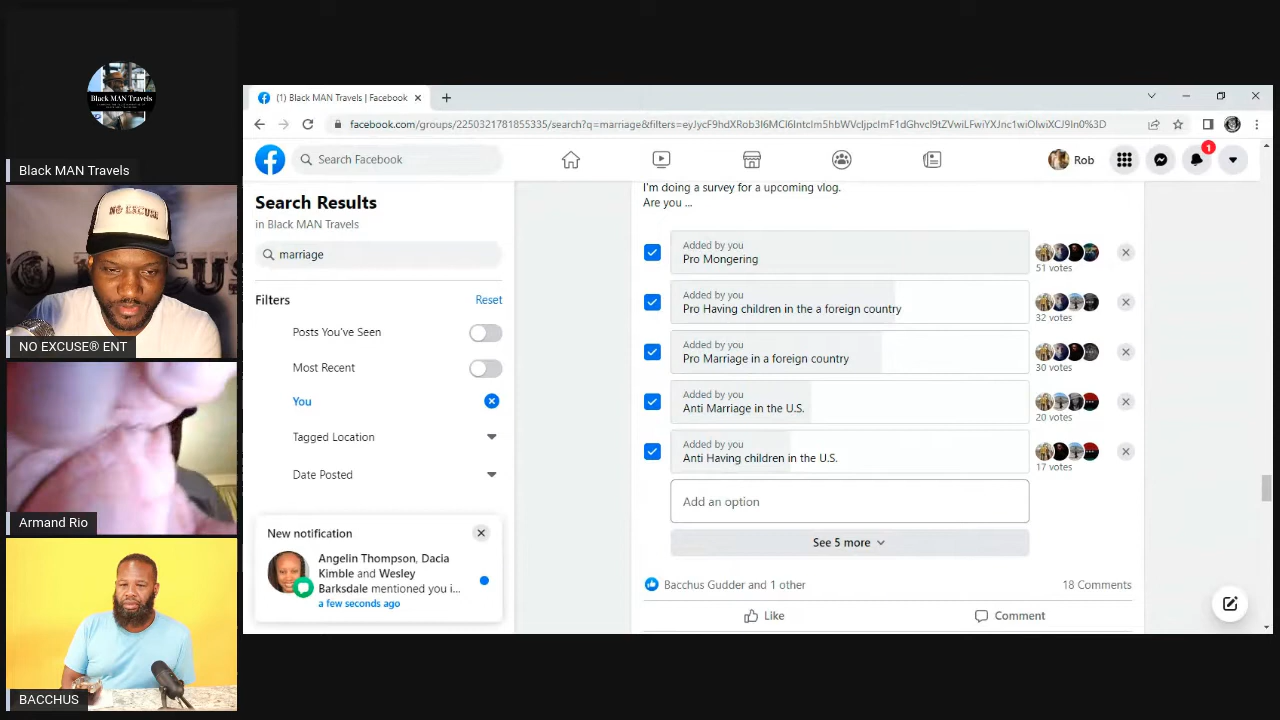 Black MAN Travels
Black MAN Travels
NO EXCUSE
NO EXCUSE® ENT
Armand Rio
BACCHUS
(1) Black MAN Travels | Facebook
facebook.com/groups/2250321781855335/search?q=marriage&filters=
Search Facebook
Rob
1
Search Results
in Black MAN Travels
marriage
Filters
Reset
Posts You've Seen
Most Recent
You
Tagged Location
Date Posted
New notification
Angelin Thompson, Dacia
Kimble and Wesley
Barksdale mentioned you i...
a few seconds ago
I'm doing a survey for a upcoming vlog.
Are you ...
Added by you
Pro Mongering
51 votes
Added by you
Pro Having children in the a foreign country
32 votes
Added by you
Pro Marriage in a foreign country
30 votes
Added by you
Anti Marriage in the U.S.
20 votes
Added by you
Anti Having children in the U.S.
17 votes
Add an option
See 5 more
Bacchus Gudder and 1 other
18 Comments
Like
Comment